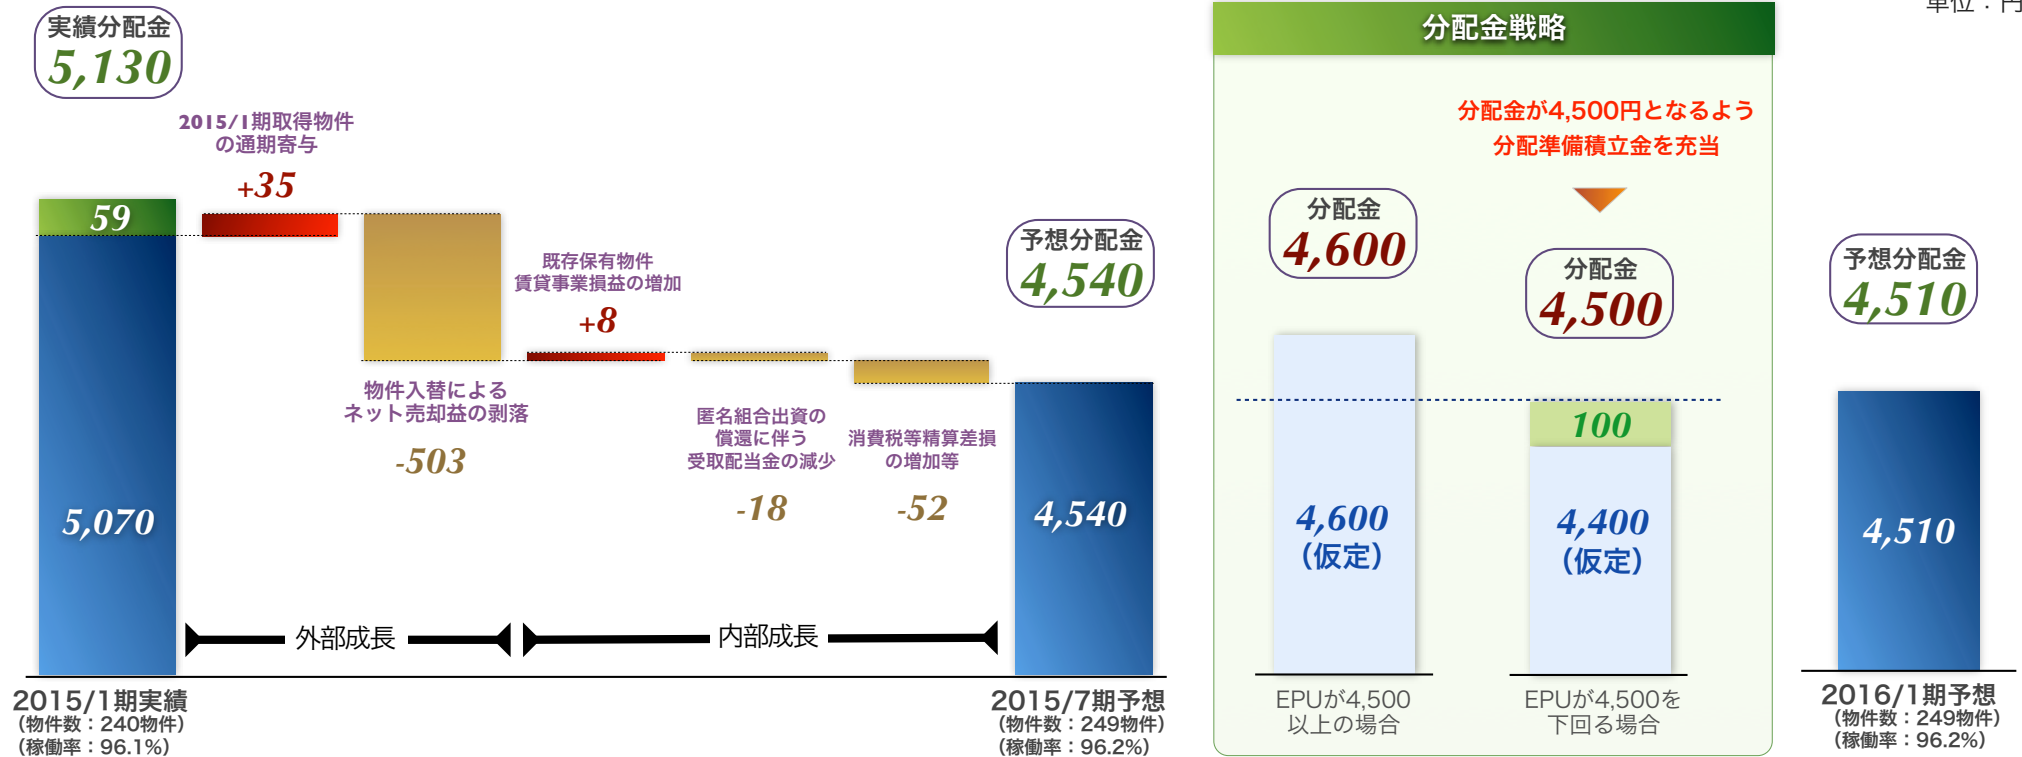 単位：円
実績分配金
5,130
2015/1期取得物件
の通期寄与
+35
59
5,070
物件入替による
ネット売却益の剥落
-503
既存保有物件
賃貸事業損益の増加
+8
匿名組合出資の
償還に伴う
受取配当金の減少
-18
消費税等精算差損
の増加等
-52
予想分配金
4,540
4,540
外部成長
内部成長
2015/1期実績
（物件数：240物件）
（稼働率：96.1%）
2015/7期予想
（物件数：249物件）
（稼働率：96.2%）
分配金戦略
分配金が4,500円となるよう
分配準備積立金を充当
分配金
4,600
4,600
（仮定）
EPUが4,500
以上の場合
分配金
4,500
100
4,400
（仮定）
EPUが4,500を
下回る場合
予想分配金
4,510
4,510
2016/1期予想
（物件数：249物件）
（稼働率：96.2%）